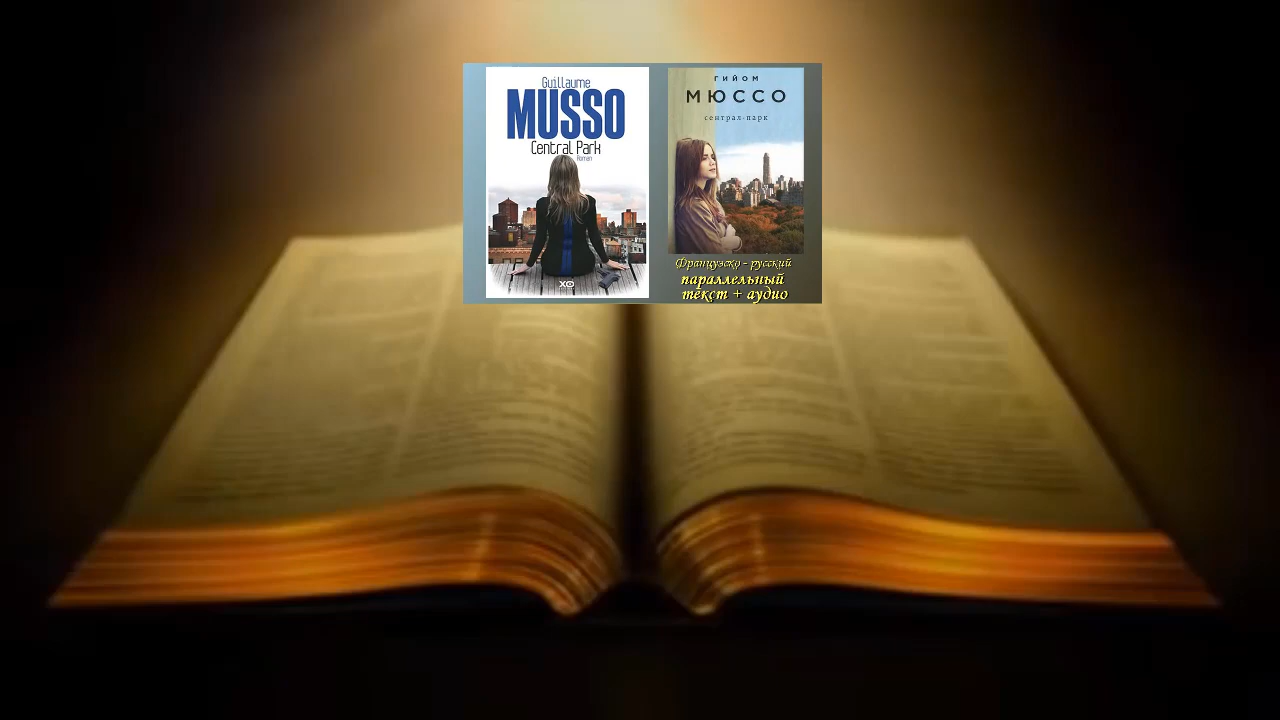 Guillaume
MUSSO
Central Park
Roman
XO
ГИЙОМ
МЮССО
сентрал-парк
Французско - русский
параллельный
текст + аудио